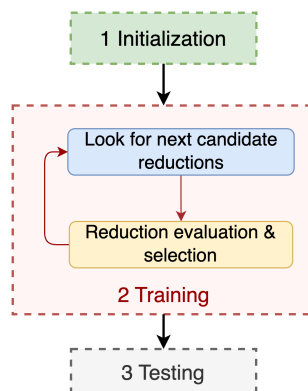 1 Initialization
Look for next candidate
reductions
Reduction evaluation &
selection
2 Training
3 Testing